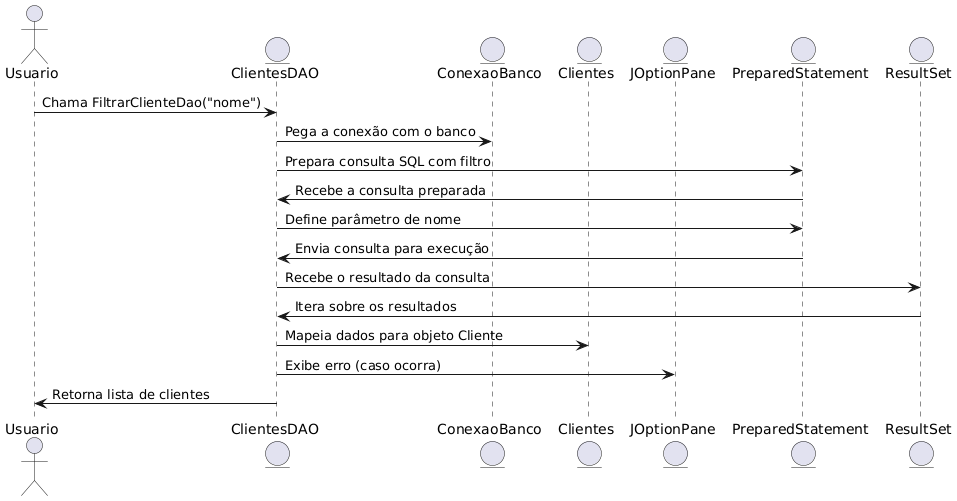 Usuario
ClientesDAO
ConexaoBanco
Clientes
JOptionPane
PreparedStatement
ResultSet
Chama FiltrarClienteDao("nome")
Pega a conexão com o banco
Prepara consulta SQL com filtro
Recebe a consulta preparada
Define parâmetro de nome
Envia consulta para execução
Recebe o resultado da consulta
Itera sobre os resultados
Mapeia dados para objeto Cliente
Exibe erro (caso ocorra)
Retorna lista de clientes
Usuario
ClientesDAO
ConexaoBanco
Clientes
JOptionPane
PreparedStatement
ResultSet